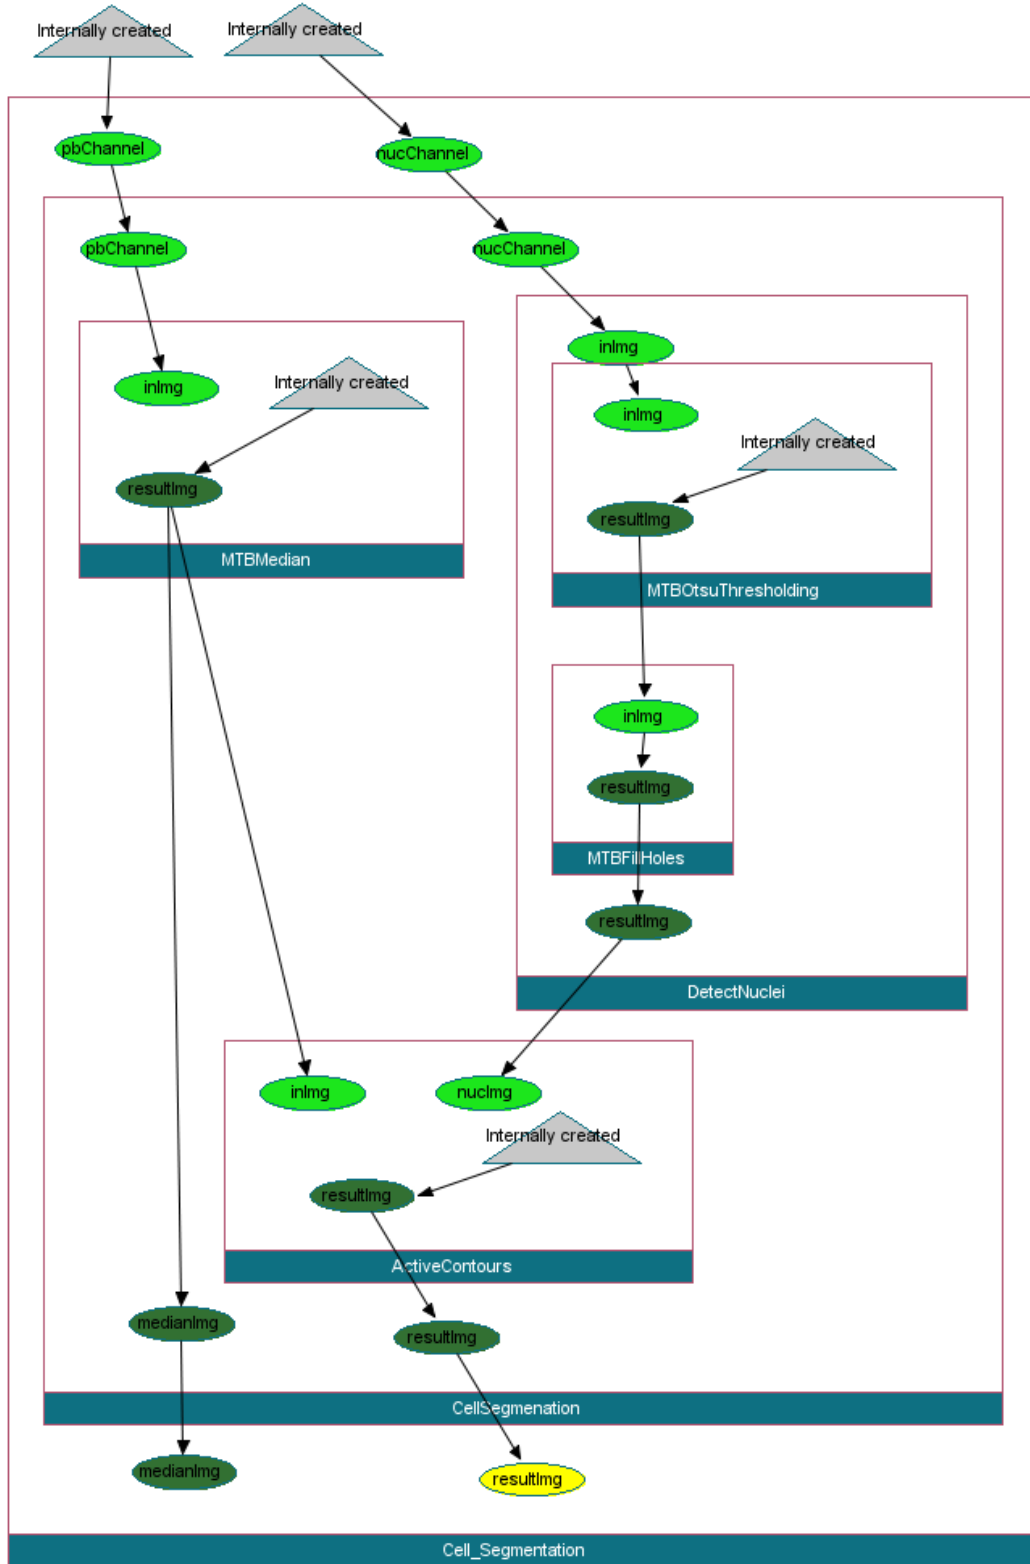 Internally created
Internally created
pbChannel
nucChannel
pbChannel
nucChannel
inImg
inImg
Internally created
inImg
Internally created
resultImg
resultImg
MTBMedian
MTBOtsuThresholding
inImg
resultImg
MTBFillHoles
resultImg
DetectNuclei
inImg
nucImg
Internally created
resultImg
ActiveContours
medianImg
resultImg
CellSegmenation
medianImg
resultImg
Cell_Segmentation